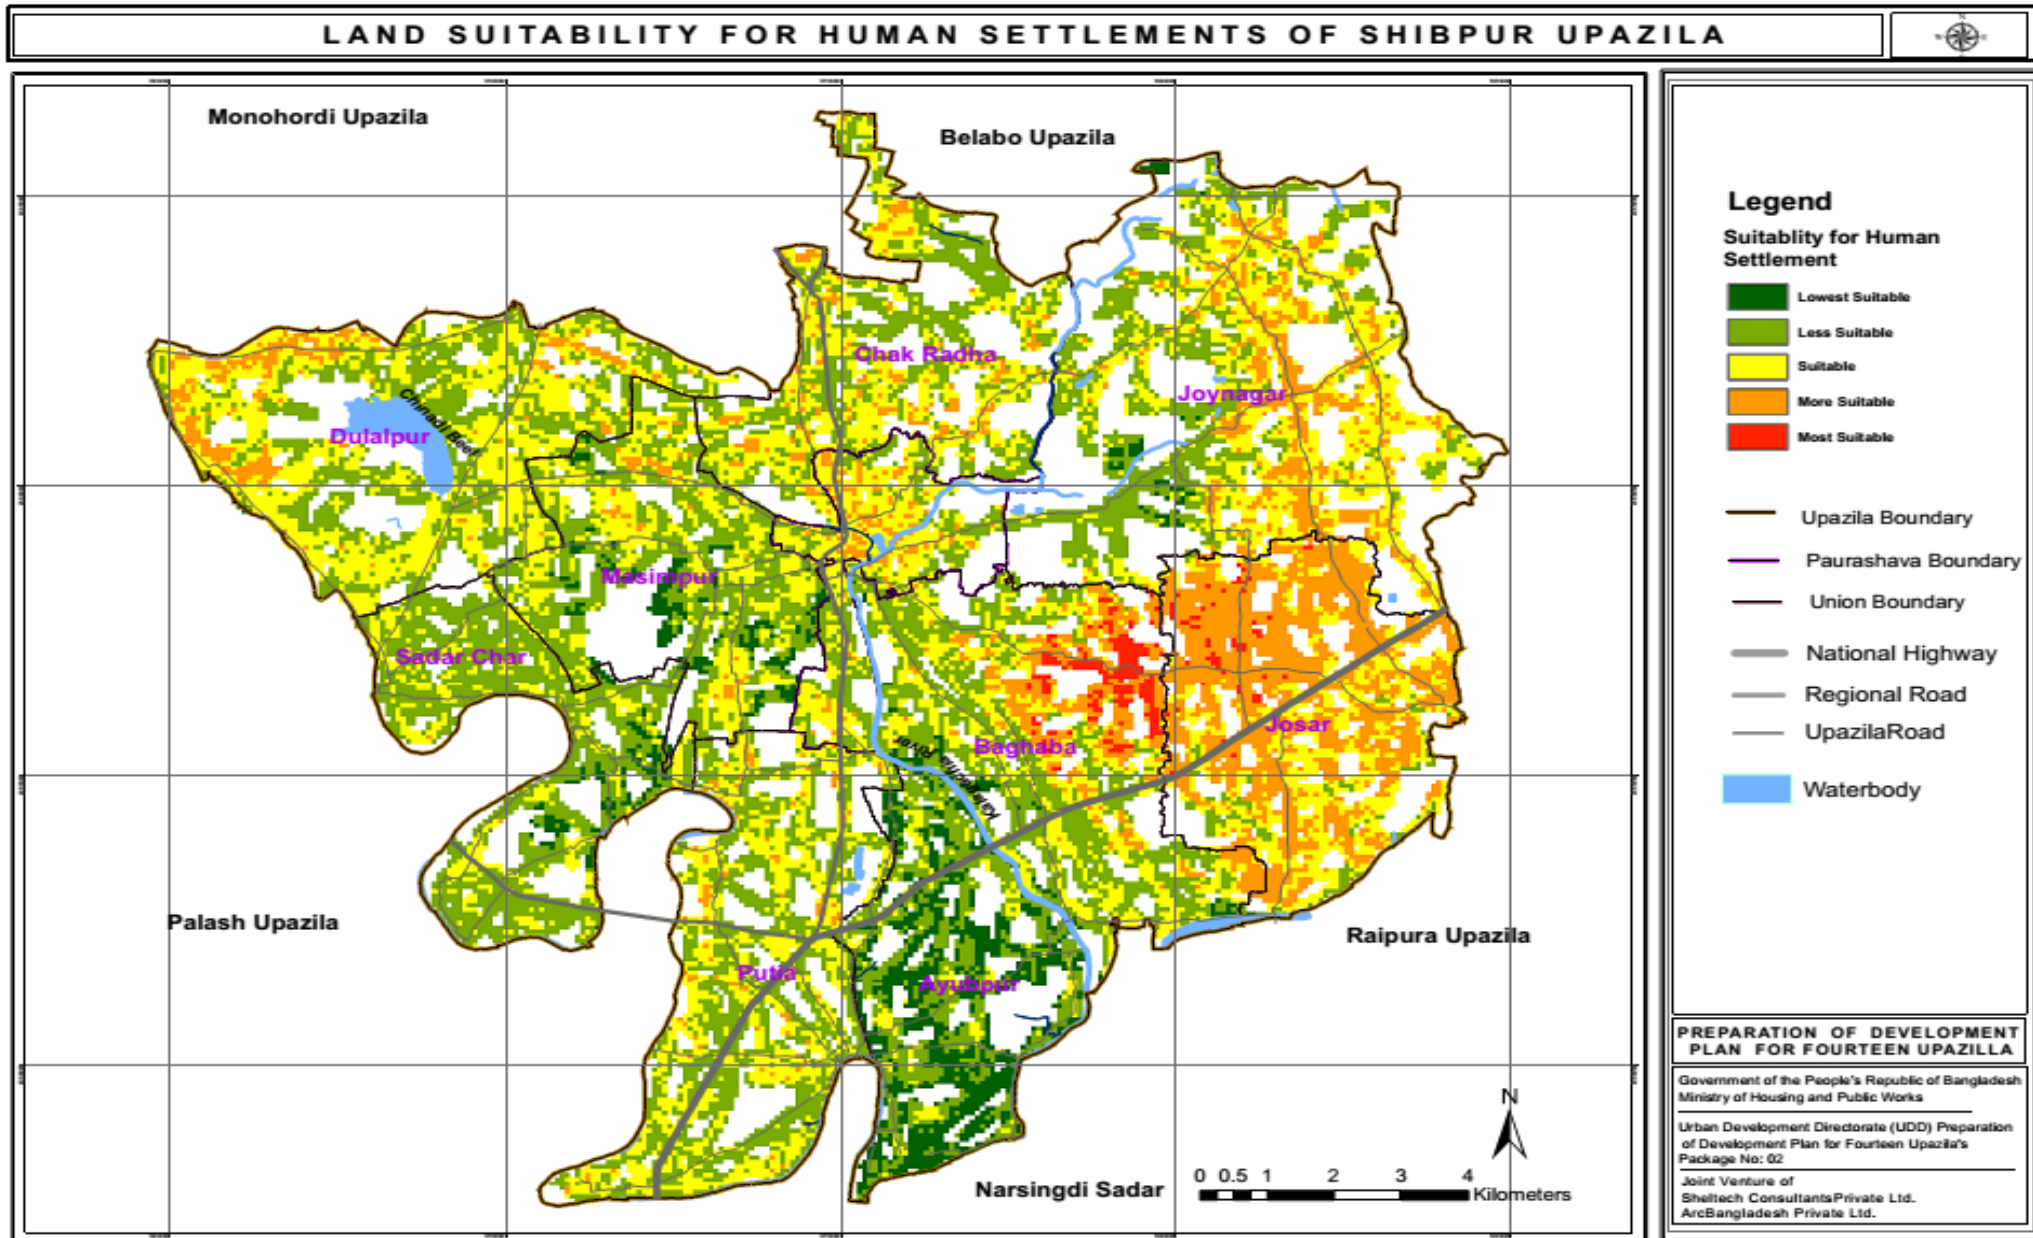 LAND SUITABILITY FOR HUMAN SETTLEMENTS OF SHIBPUR UPAZILA
Monohordi Upazila
Belabo Upazila
Chak Radha
Joynagar
Chinadi Beel
Dulalpur
Masimpur
Sadar Char
Josar
Baghaba
River
Palash Upazila
Raipura Upazila
Putia
Ayubpur
Narsingdi Sadar
N
0 0.5 1 2 3 4
Kilometers
Legend
Suitablity for Human
Settlement
Lowest Suitable
Less Suitable
Suitable
More Suitable
Most Suitable
Upazila Boundary
Paurashava Boundary
Union Boundary
National Highway
Regional Road
UpazilaRoad
Waterbody
PREPARATION OF DEVELOPMENT
PLAN FOR FOURTEEN UPAZILLA
Government of the People's Republic of Bangladesh
Ministry of Housing and Public Works
Urban Development Directorate (UDD) Preparation
of Development Plan for Fourteen Upazila's
Package No: 02
Joint Venture of
Sheltech ConsultantsPrivate Ltd.
ArcBangladesh Private Ltd.